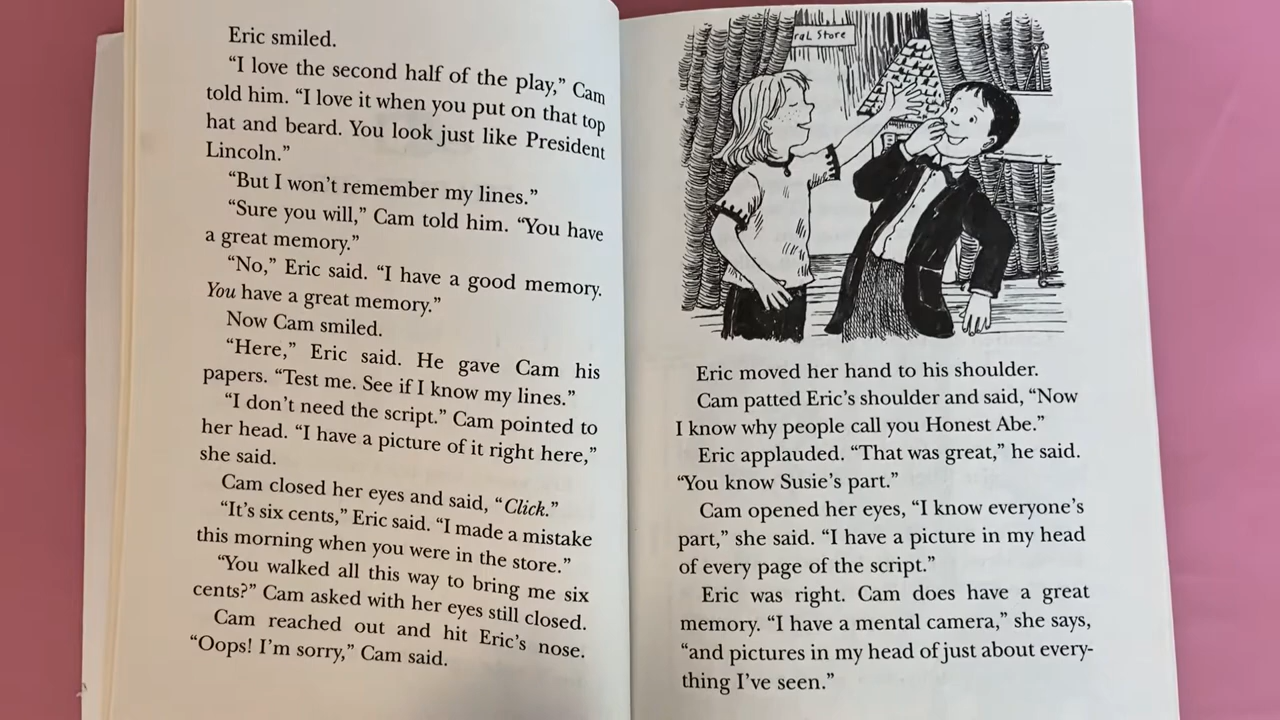 Eric smiled.
“I love the second half of the play,” Cam
told him. “I love it when you put on that top
hat and beard. You look just like President
Lincoln.”
“But I won’t remember my lines.”
“Sure you will,” Cam told him. “You have
a great memory.”
“No,” Eric said. “I have a good memory.
You have a great memory.”
Now Cam smiled.
“Here,” Eric said. He gave Cam his
papers. “Test me. See if I know my lines.”
“I don’t need the script.” Cam pointed to
her head. “I have a picture of it right here,”
she said.
Cam closed her eyes and said, “Click.”
“It’s six cents,” Eric said. “I made a mistake
this morning when you were in the store.”
“You walked all this way to bring me six
cents?” Cam asked with her eyes still closed.
Cam reached out and hit Eric’s nose.
“Oops! I’m sorry,” Cam said.
ral Store
Eric moved her hand to his shoulder.
Cam patted Eric’s shoulder and said, “Now
I know why people call you Honest Abe.”
Eric applauded. “That was great,” he said.
“You know Susie’s part.”
Cam opened her eyes, “I know everyone’s
part,” she said. “I have a picture in my head
of every page of the script.”
Eric was right. Cam does have a great
memory. “I have a mental camera,” she says,
“and pictures in my head of just about every-
thing I’ve seen.”